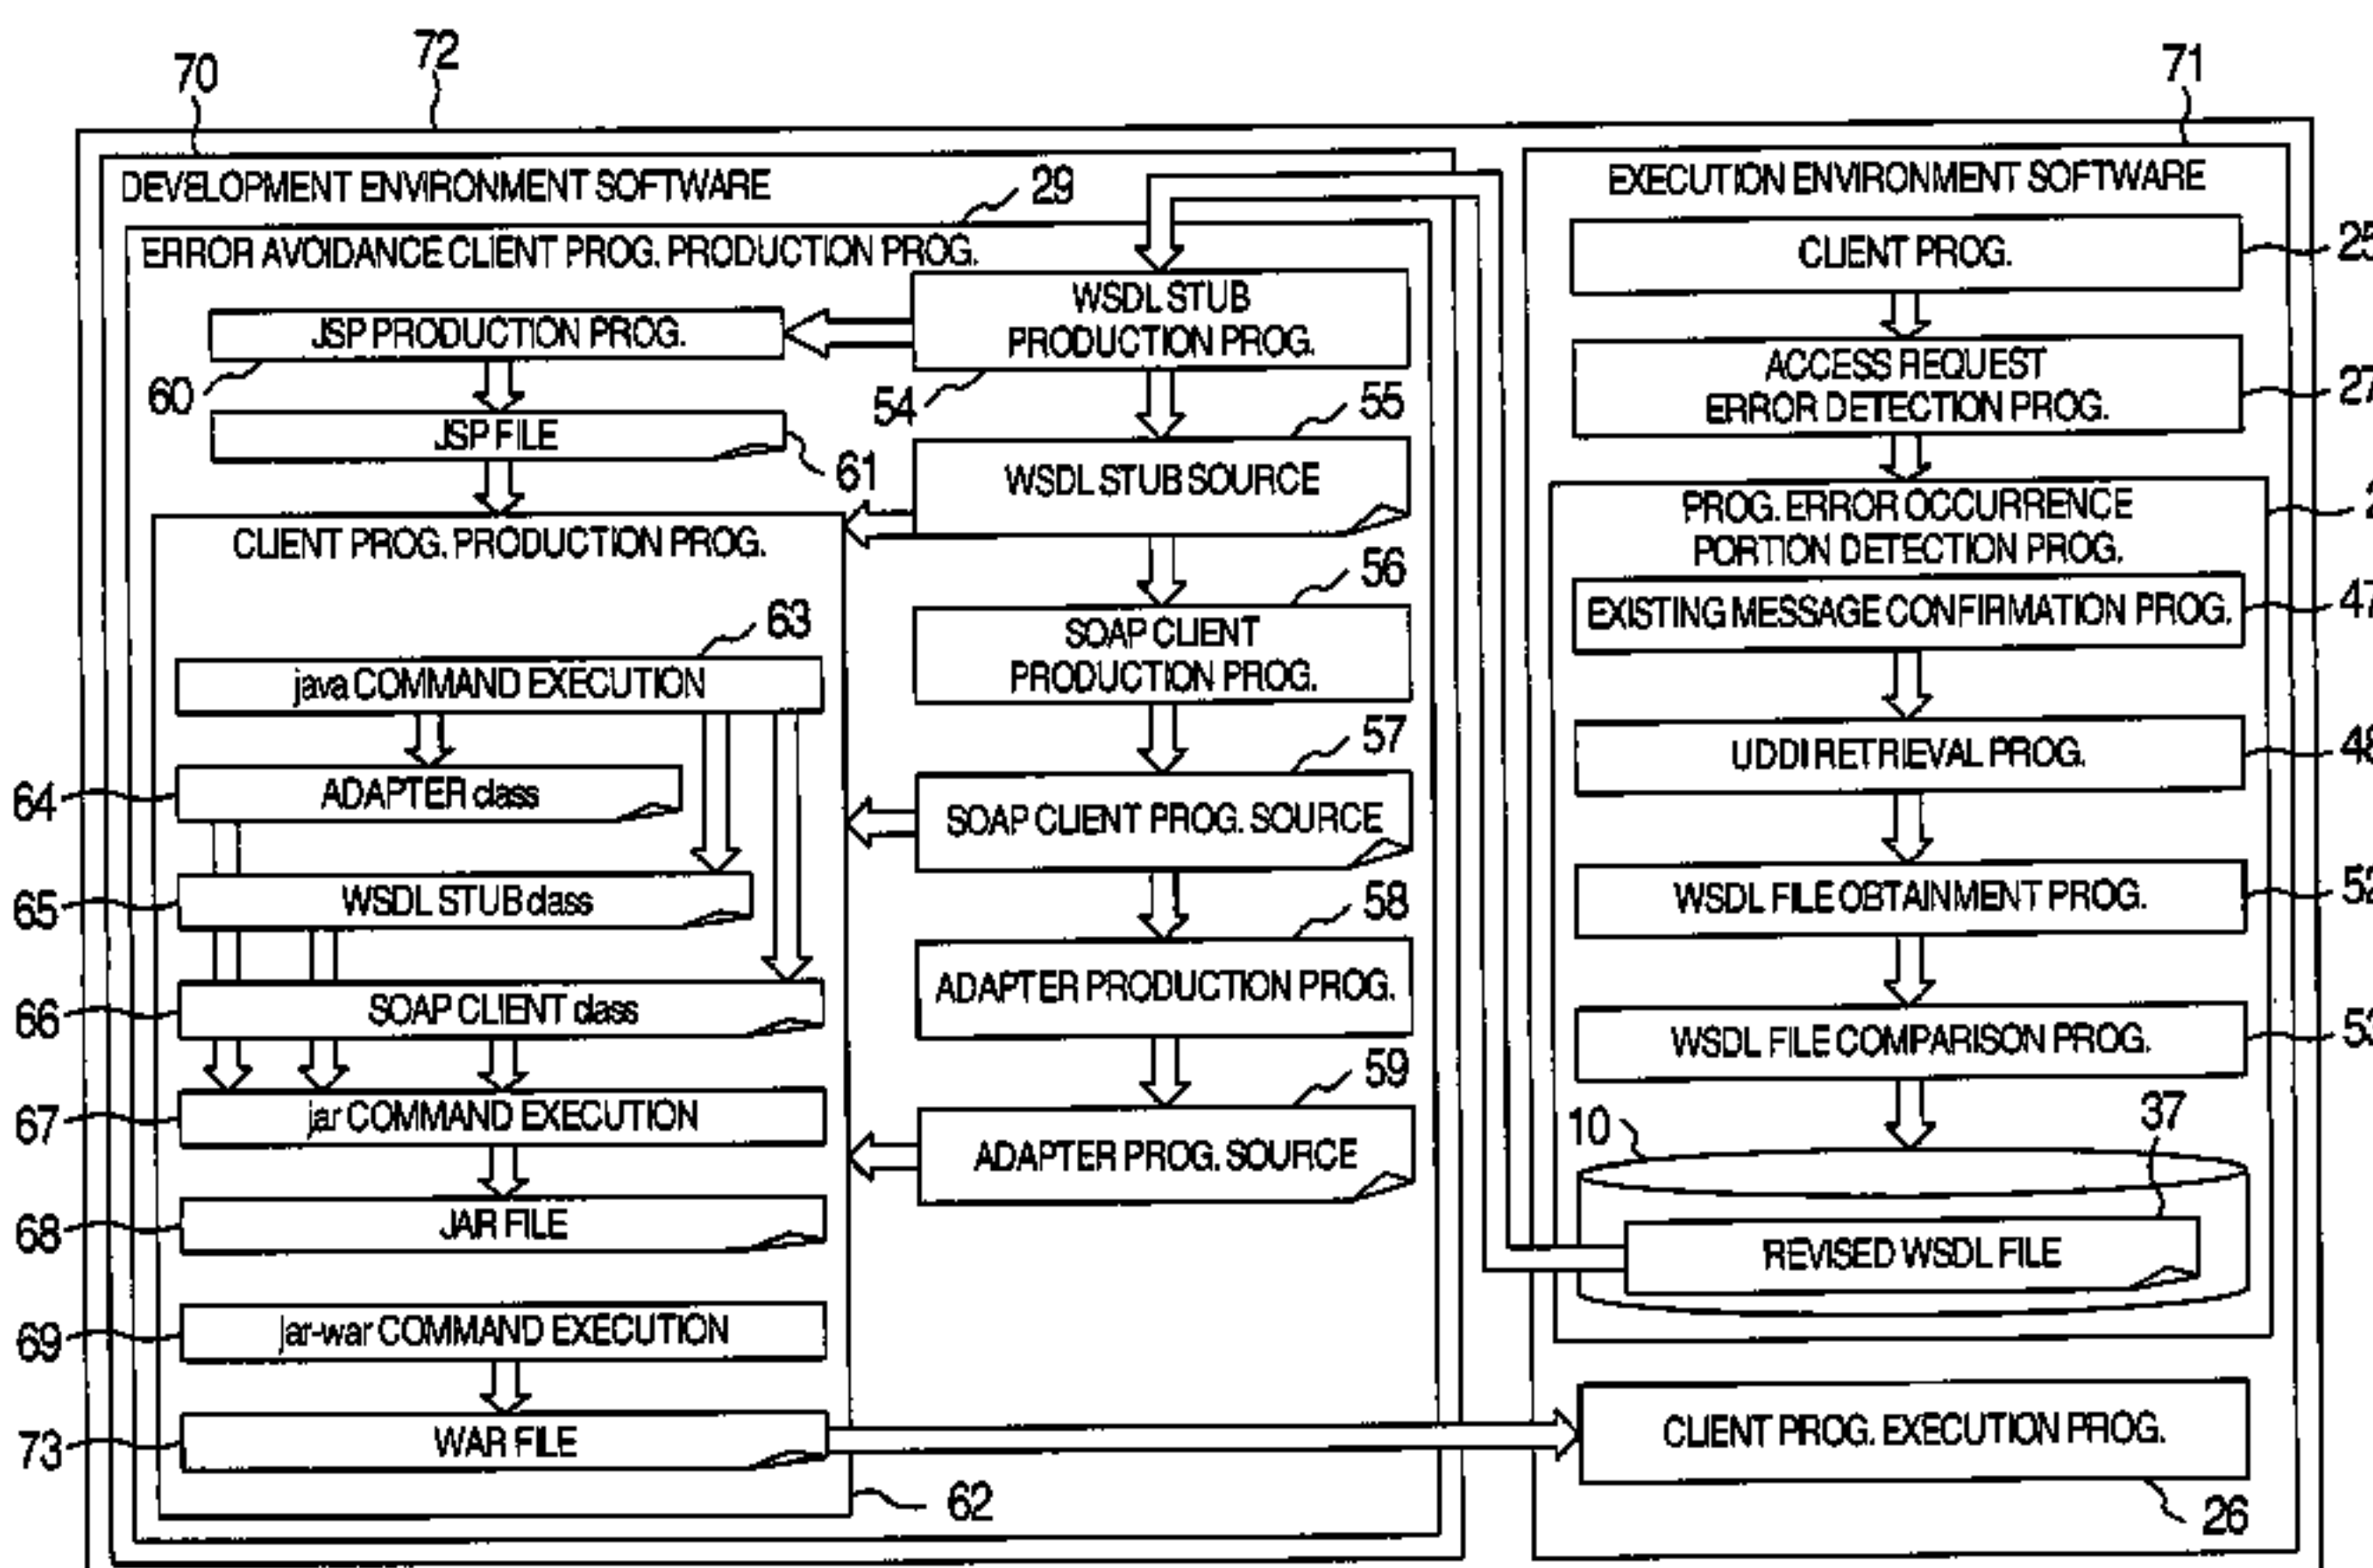 70
72
71
DEVELOPMENT ENVIRONMENT SOFTWARE
29
ERROR AVOIDANCE CLIENT PROG. PRODUCTION PROG.
JSP PRODUCTION PROG.
60
JSP FILE
61
WSDL STUB
PRODUCTION PROG.
54
55
WSDL STUB SOURCE
56
SOAP CLIENT
PRODUCTION PROG.
57
SOAP CLIENT PROG. SOURCE
58
ADAPTER PRODUCTION PROG.
59
ADAPTER PROG. SOURCE
CLIENT PROG. PRODUCTION PROG.
63
java COMMAND EXECUTION
64
ADAPTER class
65
WSDL STUB class
66
SOAP CLIENT class
67
jar COMMAND EXECUTION
68
JAR FILE
69
jar-war COMMAND EXECUTION
73
WAR FILE
62
EXECUTION ENVIRONMENT SOFTWARE
CLIENT PROG.
25
ACCESS REQUEST
ERROR DETECTION PROG.
27
PROG. ERROR OCCURRENCE
PORTION DETECTION PROG.
EXISTING MESSAGE CONFIRMATION PROG.
47
UDDI RETRIEVAL PROG.
WSDL FILE OBTAINMENT PROG.
52
WSDL FILE COMPARISON PROG.
53
10
37
REVISED WSDL FILE
CLIENT PROG. EXECUTION PROG.
26